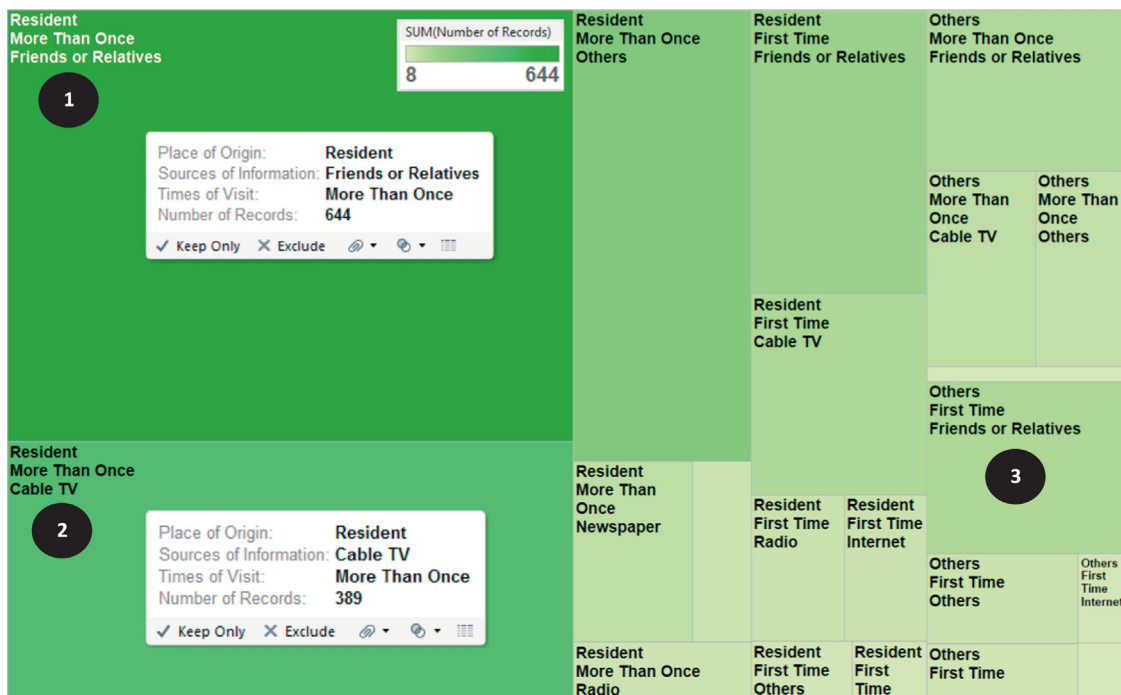 Resident
More Than Once
Friends or Relatives
1
SUM(Number of Records)
8 644
Place of Origin: Resident
Sources of Information: Friends or Relatives
Times of Visit: More Than Once
Number of Records: 644
Keep Only Exclude
Resident
More Than Once
Cable TV
2
Place of Origin: Resident
Sources of Information: Cable TV
Times of Visit: More Than Once
Number of Records: 389
Keep Only Exclude
Resident
More Than Once
Others
Resident
More Than
Once
Newspaper
Resident
More Than Once
Radio
Resident
First Time
Friends or Relatives
Resident
First Time
Cable TV
Resident
First Time
Radio
Resident
First Time
Internet
Resident
First Time
Others
Resident
First
Time
Others
More Than Once
Friends or Relatives
Others
More Than
Once
Cable TV
Others
More Than
Once
Others
Others
First Time
Friends or Relatives
3
Others
First Time
Others
Others
First
Time
Internet
Others
First Time